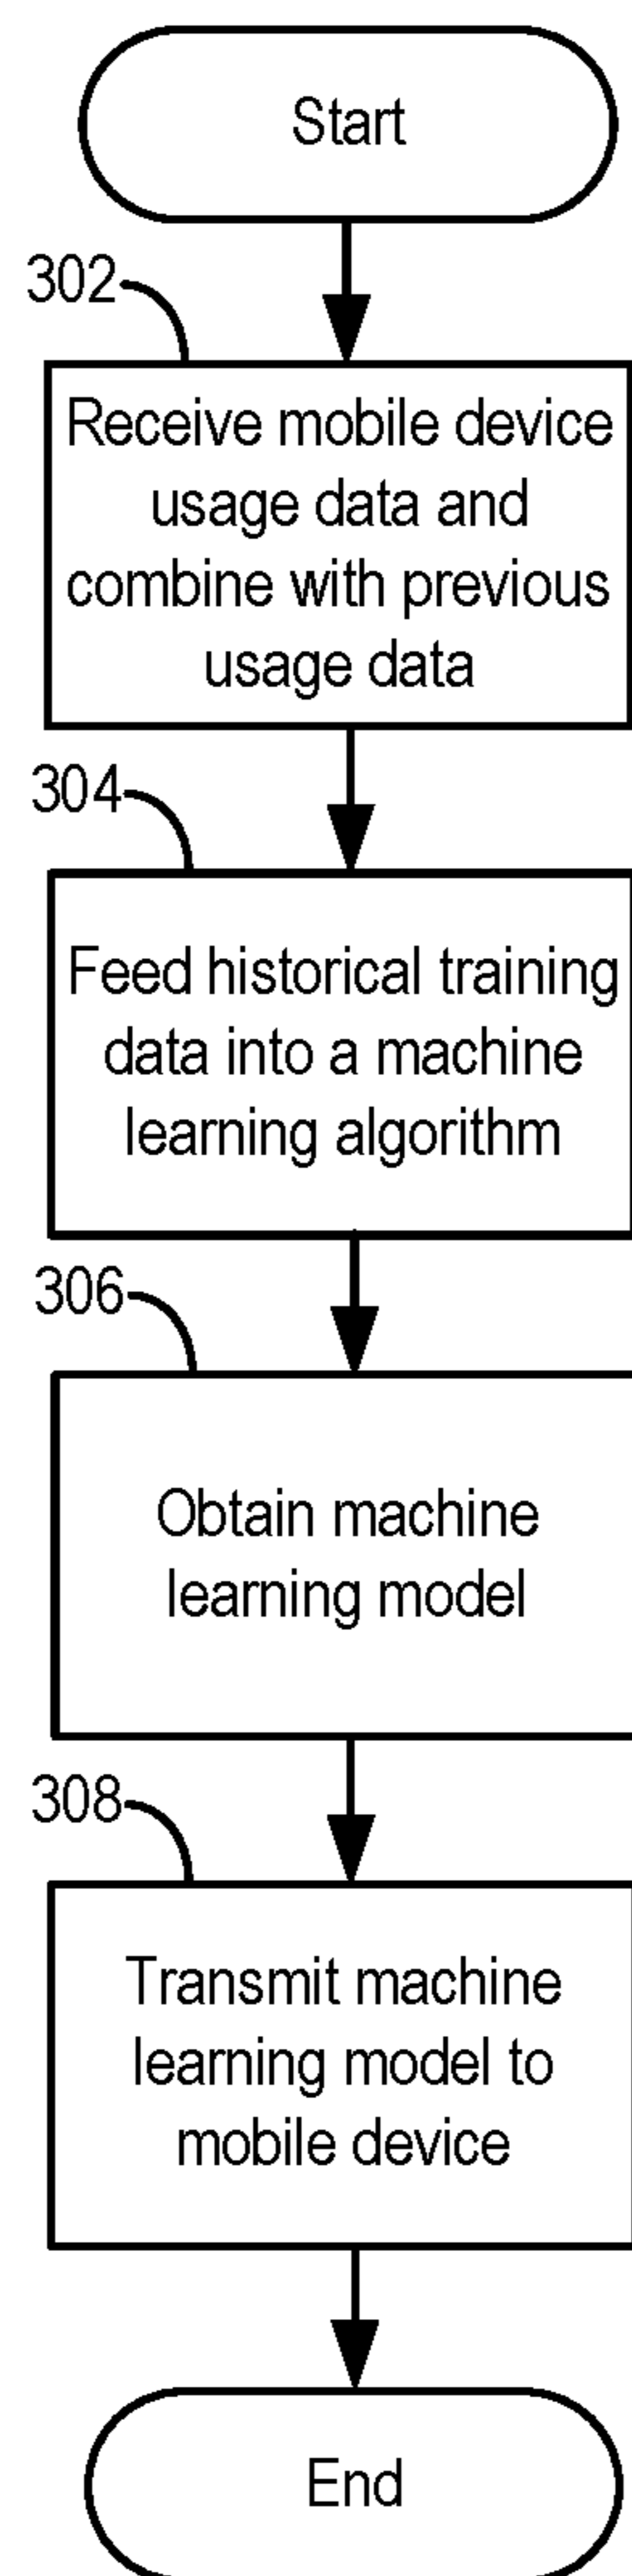 Start
302
Receive mobile device
usage data and
combine with previous
usage data
304
Feed historical training
data into a machine
learning algorithm
306
Obtain machine
learning model
308
Transmit machine
learning model to
mobile device
End